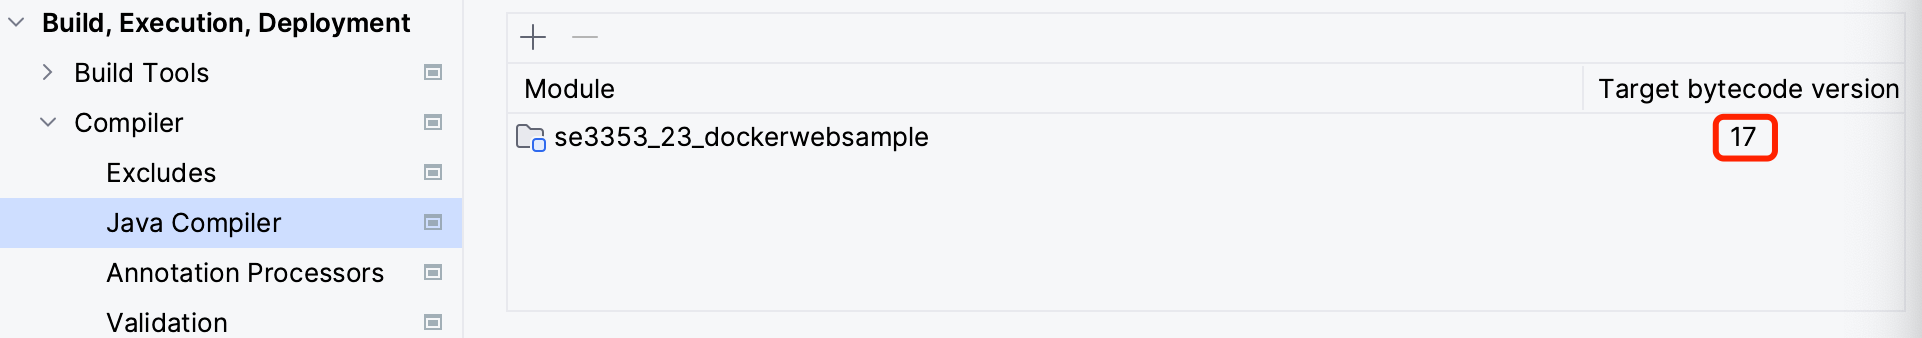 Build, Execution, Deployment
Build Tools
Compiler
Excludes
Java Compiler
Annotation Processors
Validation
Module
Target bytecode version
se3353_23_dockerwebsample
17